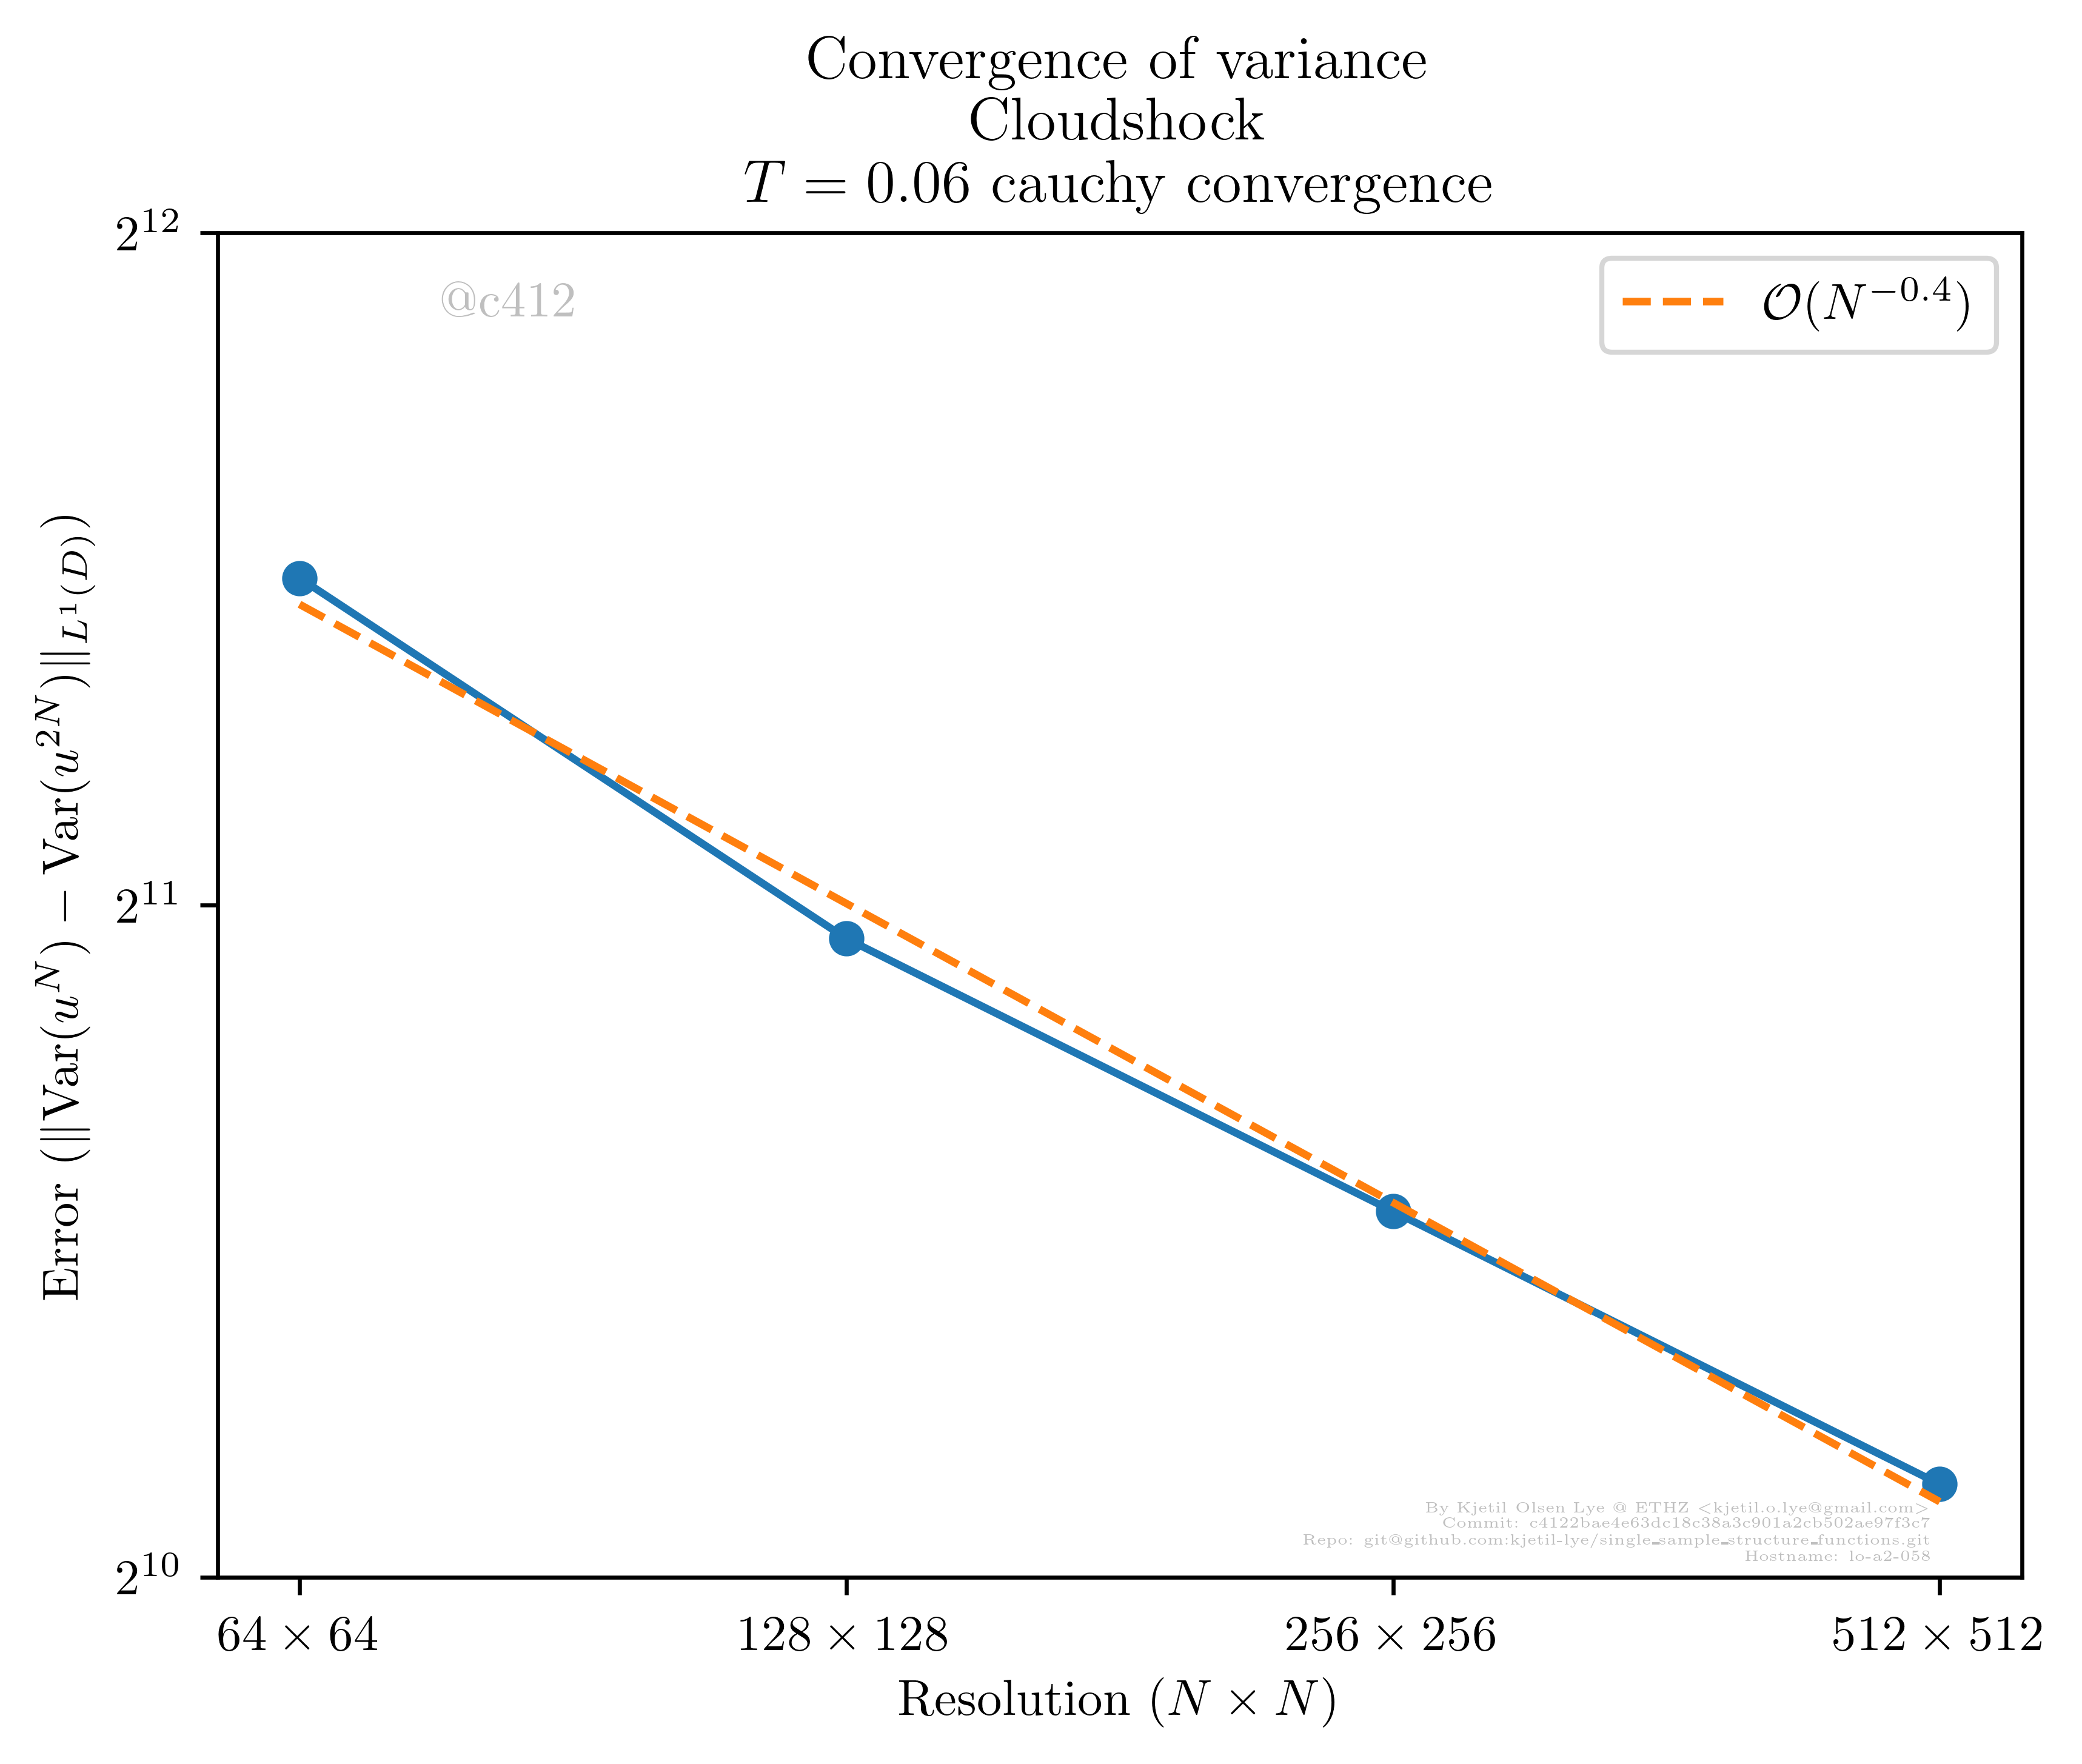 Convergence of variance
Cloudshock
T = 0.06 cauchy convergence
2^12
@c412
O(N^−0.4)
Error (||Var(u^N) − Var(u^2N)||_L^1(D))
2^11
2^10
By Kjetil Olsen Lye @ ETHZ <kjetil.o.lye@gmail.com>
Commit: c4122bae4e63dc18c38a3c901a2cb502ae97f3c7
Repo: git@github.com:kjetil-lye/single_sample_structure_functions.git
Hostname: lo-a2-058
64 × 64 128 × 128 256 × 256 512 × 512
Resolution (N × N)